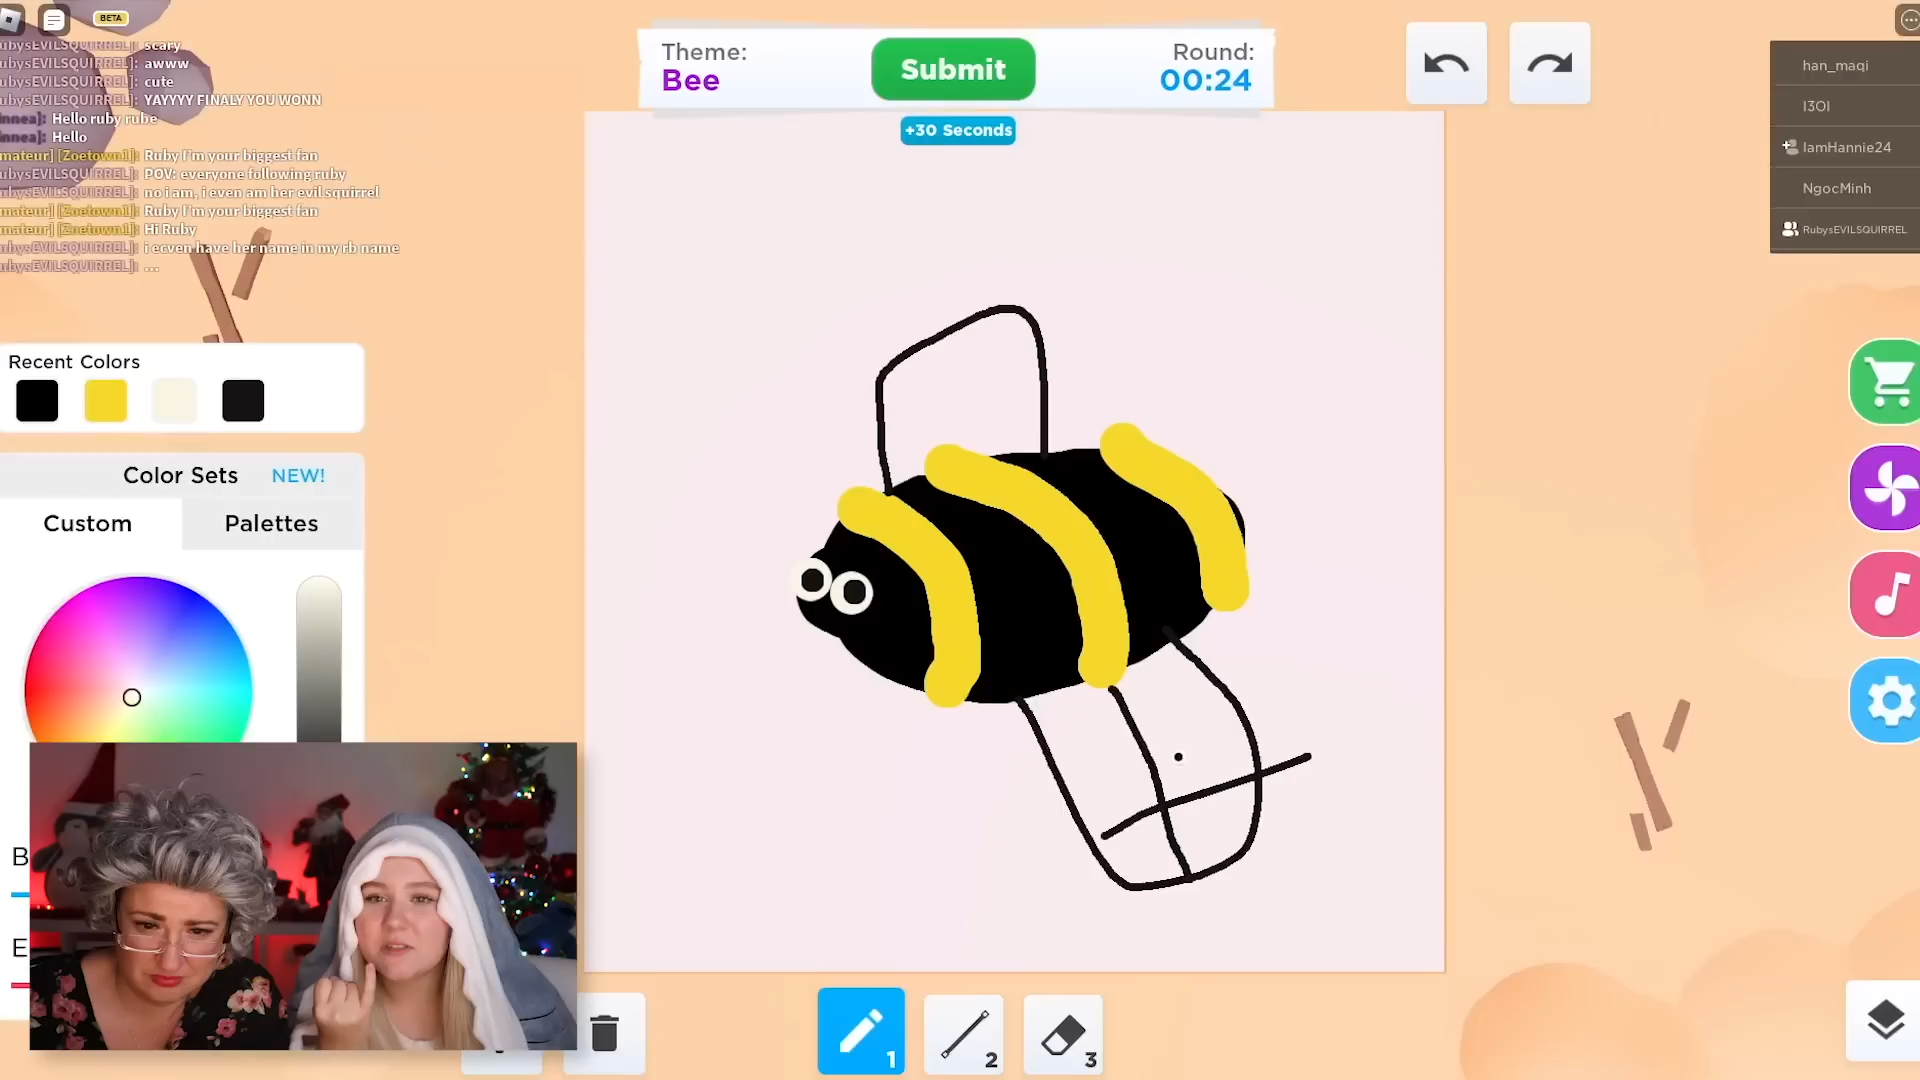 BETA
ubysEVILSQUIRREL]: scary
ubysEVILSQUIRREL]: awww
ubysEVILSQUIRREL]: cute
ubysEVILSQUIRREL]: YAYYYY FINALY YOU WONN
innea]: Hello ruby rube
innea]: Hello
mateur] [Zoetown1]: Ruby I'm your biggest fan
ubysEVILSQUIRREL]: POV: everyone following ruby
ubysEVILSQUIRREL]: no i am, i even am her evil squirrel
mateur] [Zoetown1]: Ruby I'm your biggest fan
mateur] [Zoetown1]: Hi Ruby
ubysEVILSQUIRREL]: i ecven have her name in my rb name
ubysEVILSQUIRREL]: ...
Theme:
Bee
Submit
Round:
00:24
+30 Seconds
han_maqi
I3OI
IamHannie24
NgocMinh
RubysEVILSQUIRREL
Recent Colors
Color Sets NEW!
Custom
Palettes
B
E
1
2
3